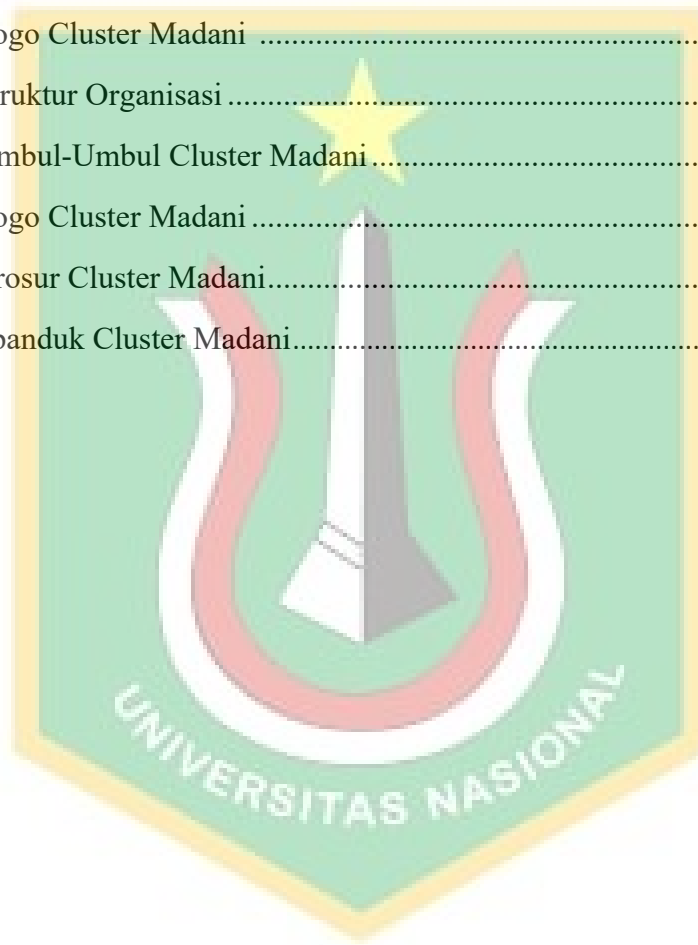 ogo Cluster Madani ........................................................
ruktur Organisasi ............................................................
mbul-Umbul Cluster Madani ..........................................
ogo Cluster Madani .........................................................
rosur Cluster Madani.......................................................
panduk Cluster Madani....................................................
UNIVERSITAS NASIONAL